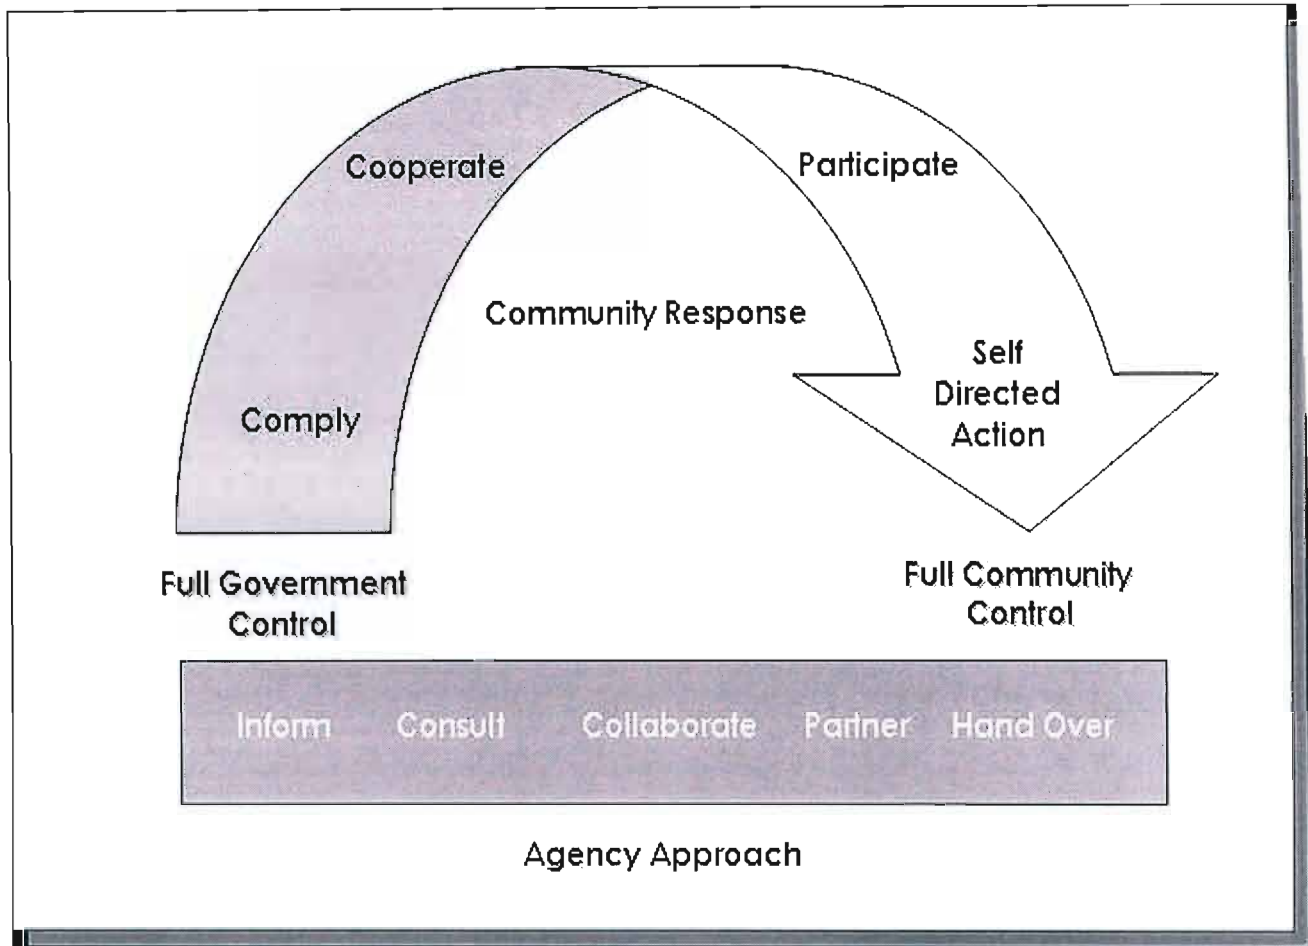 Cooperate
Participate
Community Response
Comply
Self
Directed
Action
Full Government
Control
Full Community
Control
Inform Consult Collaborate Partner Hand Over
Agency Approach